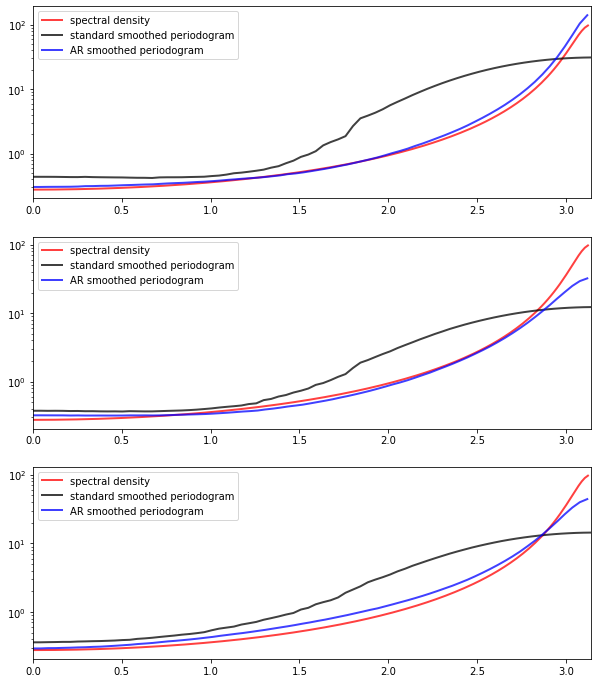 spectral density
standard smoothed periodogram
AR smoothed periodogram
10²
10¹
10⁰
0.0 0.5 1.0 1.5 2.0 2.5 3.0
spectral density
standard smoothed periodogram
AR smoothed periodogram
10²
10¹
10⁰
0.0 0.5 1.0 1.5 2.0 2.5 3.0
spectral density
standard smoothed periodogram
AR smoothed periodogram
10²
10¹
10⁰
0.0 0.5 1.0 1.5 2.0 2.5 3.0